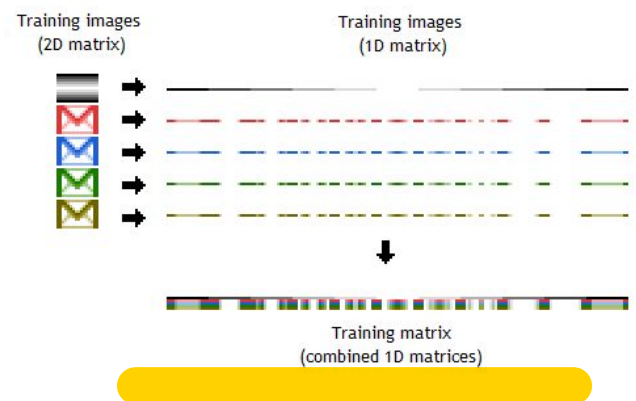 Training images
(2D matrix)
Training images
(1D matrix)
Training matrix
(combined 1D matrices)